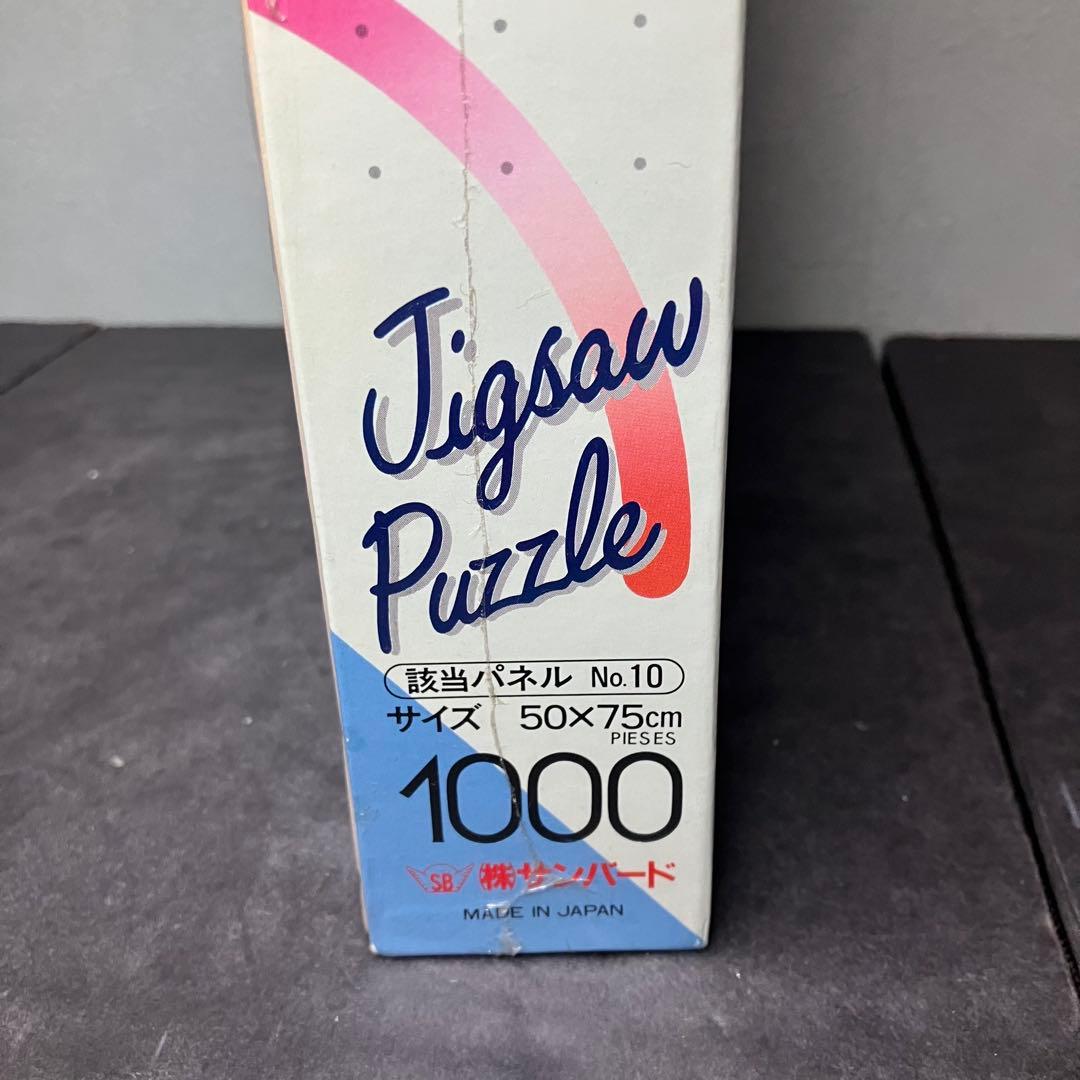 Jigsaw
Puzzle
該当パネル No.10
サイズ 50×75cm
PIESES
1000
SB ㈱サンバード
MADE IN JAPAN